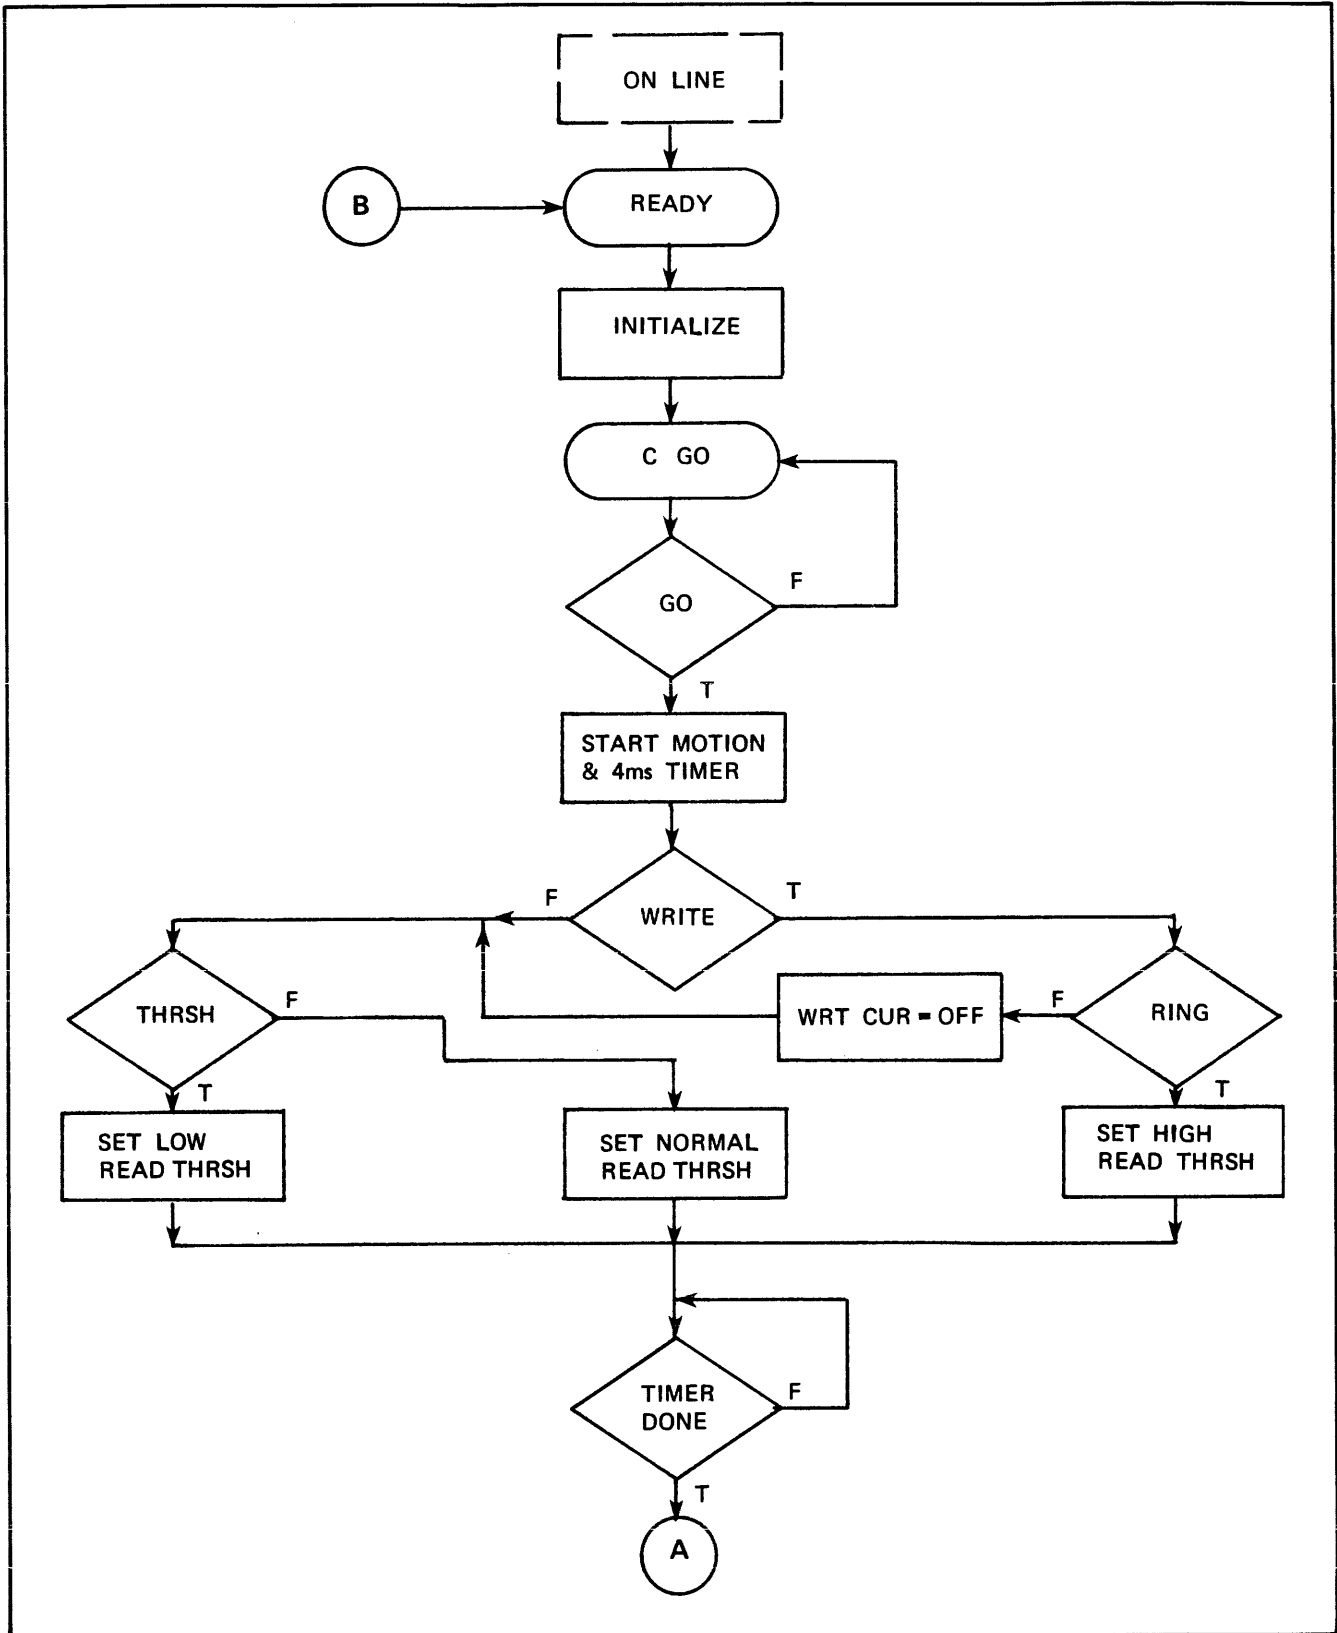 ON LINE
B
READY
INITIALIZE
C GO
GO
F
T
START MOTION
& 4ms TIMER
F
WRITE
T
THRSH
F
WRT CUR = OFF
F
RING
T
T
SET LOW
READ THRSH
SET NORMAL
READ THRSH
SET HIGH
READ THRSH
TIMER
DONE
F
T
A